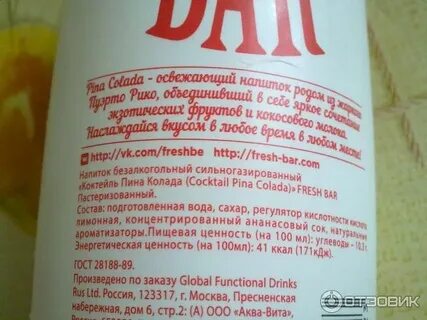 BAR
Pina Colada - освежающий напиток родом из жаркого
Пуэрто Рико, объединивший в себе яркое сочетание
экзотических фруктов и кокосового молока.
Наслаждайся вкусом в любое время в любом месте!
http://vk.com/freshbe http://fresh-bar.com
Напиток безалкогольный сильногазированный
«Коктейль Пина Колада (Cocktail Pina Colada)» FRESH BAR
Пастеризованный.
Состав: подготовленная вода, сахар, регулятор кислотности кислота
лимонная, концентрированный ананасовый сок, натуральные
ароматизаторы.Пищевая ценность (на 100 мл): углеводы - 10,3 г.
Энергетическая ценность (на 100мл): 41 ккал (171кДж).
ГОСТ 28188-89.
Произведено по заказу Global Functional Drinks
Rus Ltd. Россия, 123317, г. Москва, Пресненская
набережная, дом 6, стр.2: (А) ООО «Аква-Вита»,
ОТЗОВИК